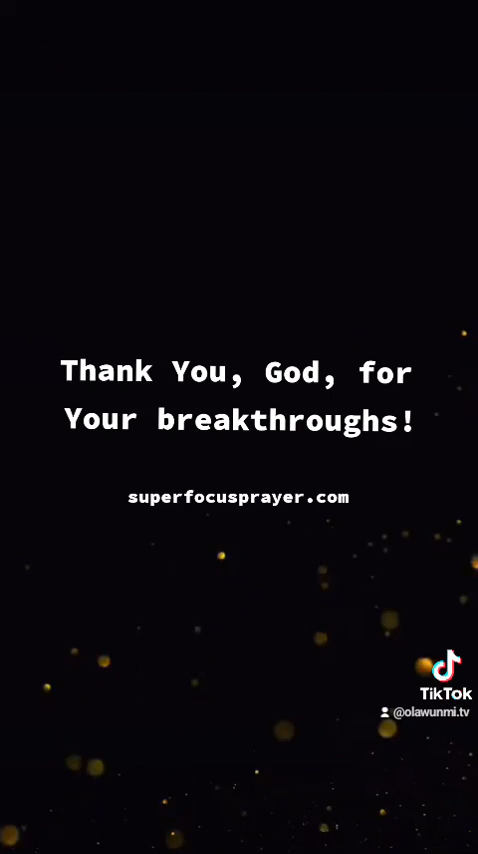 Thank You, God, for
Your breakthroughs!
superfocusprayer.com
TikTok
@olawunmi.tv